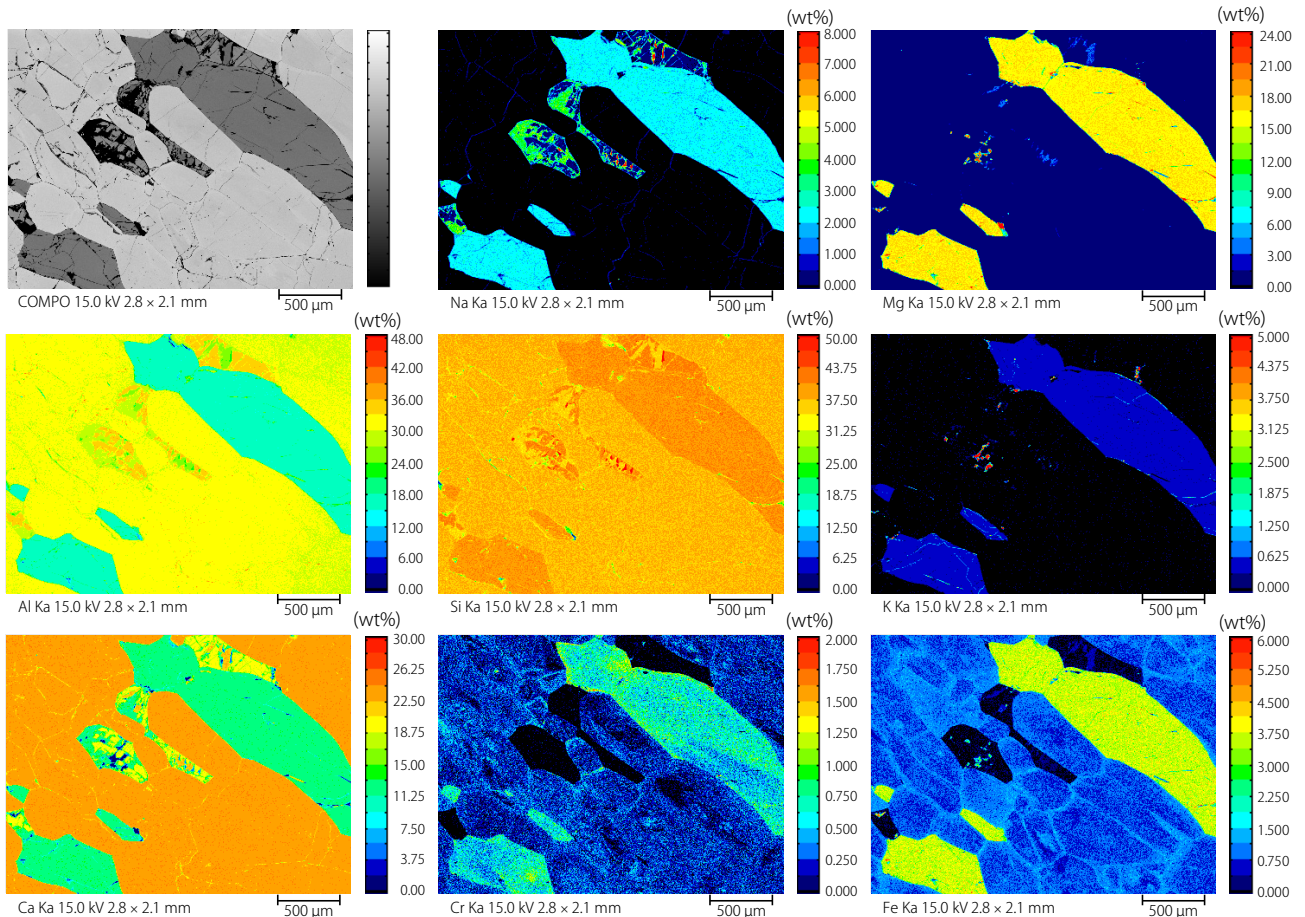 (wt%)
8.000
7.000
6.000
5.000
4.000
3.000
2.000
1.000
0.000
(wt%)
24.00
21.00
18.00
15.00
12.00
9.00
6.00
3.00
0.00
COMPO 15.0 kV 2.8 × 2.1 mm
500 µm
Na Ka 15.0 kV 2.8 × 2.1 mm
500 µm
Mg Ka 15.0 kV 2.8 × 2.1 mm
500 µm
(wt%)
48.00
42.00
36.00
30.00
24.00
18.00
12.00
6.00
0.00
(wt%)
50.00
43.75
37.50
31.25
25.00
18.75
12.50
6.25
0.00
(wt%)
5.000
4.375
3.750
3.125
2.500
1.875
1.250
0.625
0.000
Al Ka 15.0 kV 2.8 × 2.1 mm
500 µm
Si Ka 15.0 kV 2.8 × 2.1 mm
500 µm
K Ka 15.0 kV 2.8 × 2.1 mm
500 µm
(wt%)
30.00
26.25
22.50
18.75
15.00
11.25
7.50
3.75
0.00
(wt%)
2.000
1.750
1.500
1.250
1.000
0.750
0.500
0.250
0.000
(wt%)
6.000
5.250
4.500
3.750
3.000
2.250
1.500
0.750
0.000
Ca Ka 15.0 kV 2.8 × 2.1 mm
500 µm
Cr Ka 15.0 kV 2.8 × 2.1 mm
500 µm
Fe Ka 15.0 kV 2.8 × 2.1 mm
500 µm